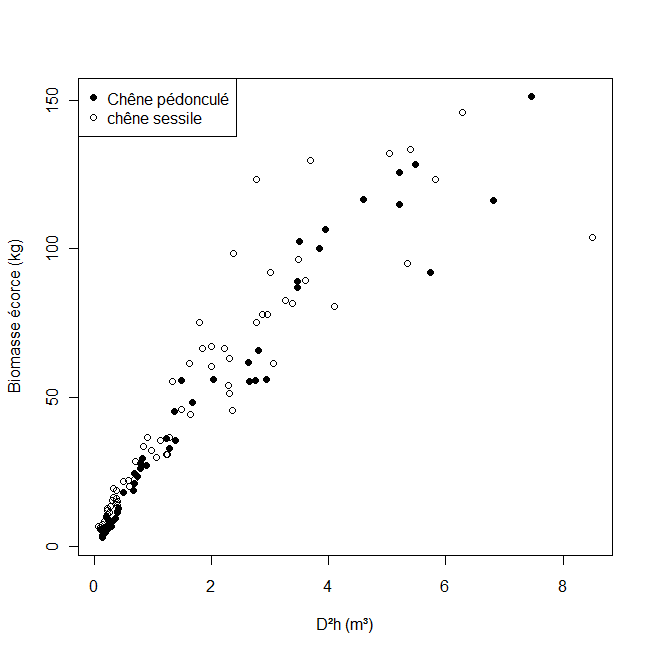 Chêne pédonculé
chêne sessile
150
100
50
0
Biomasse écorce (kg)
0 2 4 6 8
D²h (m³)